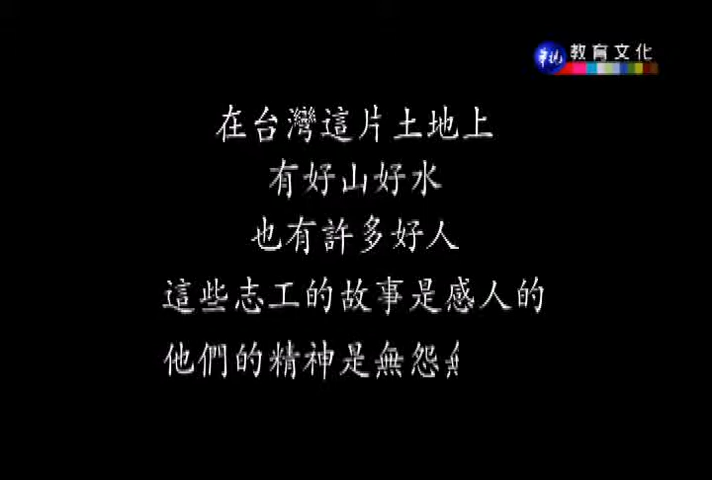 華視 教育文化
在台灣這片土地上
有好山好水
也有許多好人
這些志工的故事是感人的
他們的精神是無怨